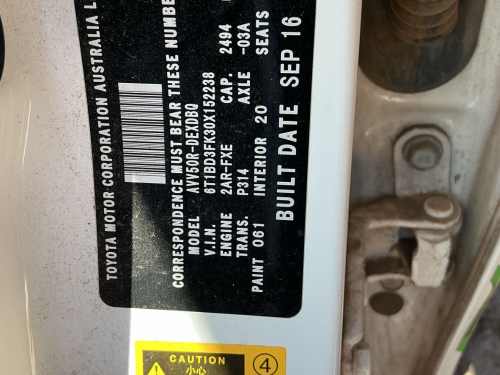 TOYOTA MOTOR CORPORATION AUSTRALIA L
CORRESPONDENCE MUST BEAR THESE NUMBE
MODEL AVV50R-DEXDBQ
V.I.N. 6T1BD3FK30X152238
ENGINE 2AR-FXE CAP. 2494
TRANS. P314 AXLE -03A
PAINT 061 INTERIOR 20 SEATS
BUILT DATE SEP 16
CAUTION
小心
4